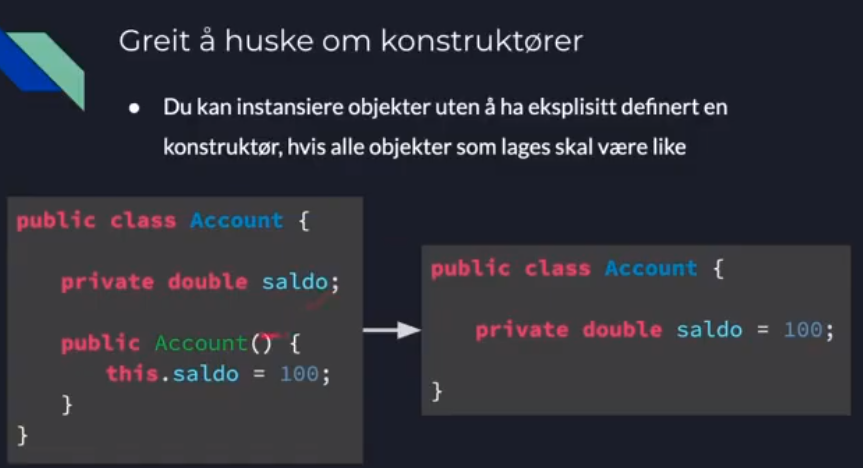 Greit å huske om konstruktører
● Du kan instansiere objekter uten å ha eksplisitt definert en
konstruktør, hvis alle objekter som lages skal være like
public class Account {
private double saldo;
public Account() {
this.saldo = 100;
}
}
public class Account {
private double saldo = 100;
}